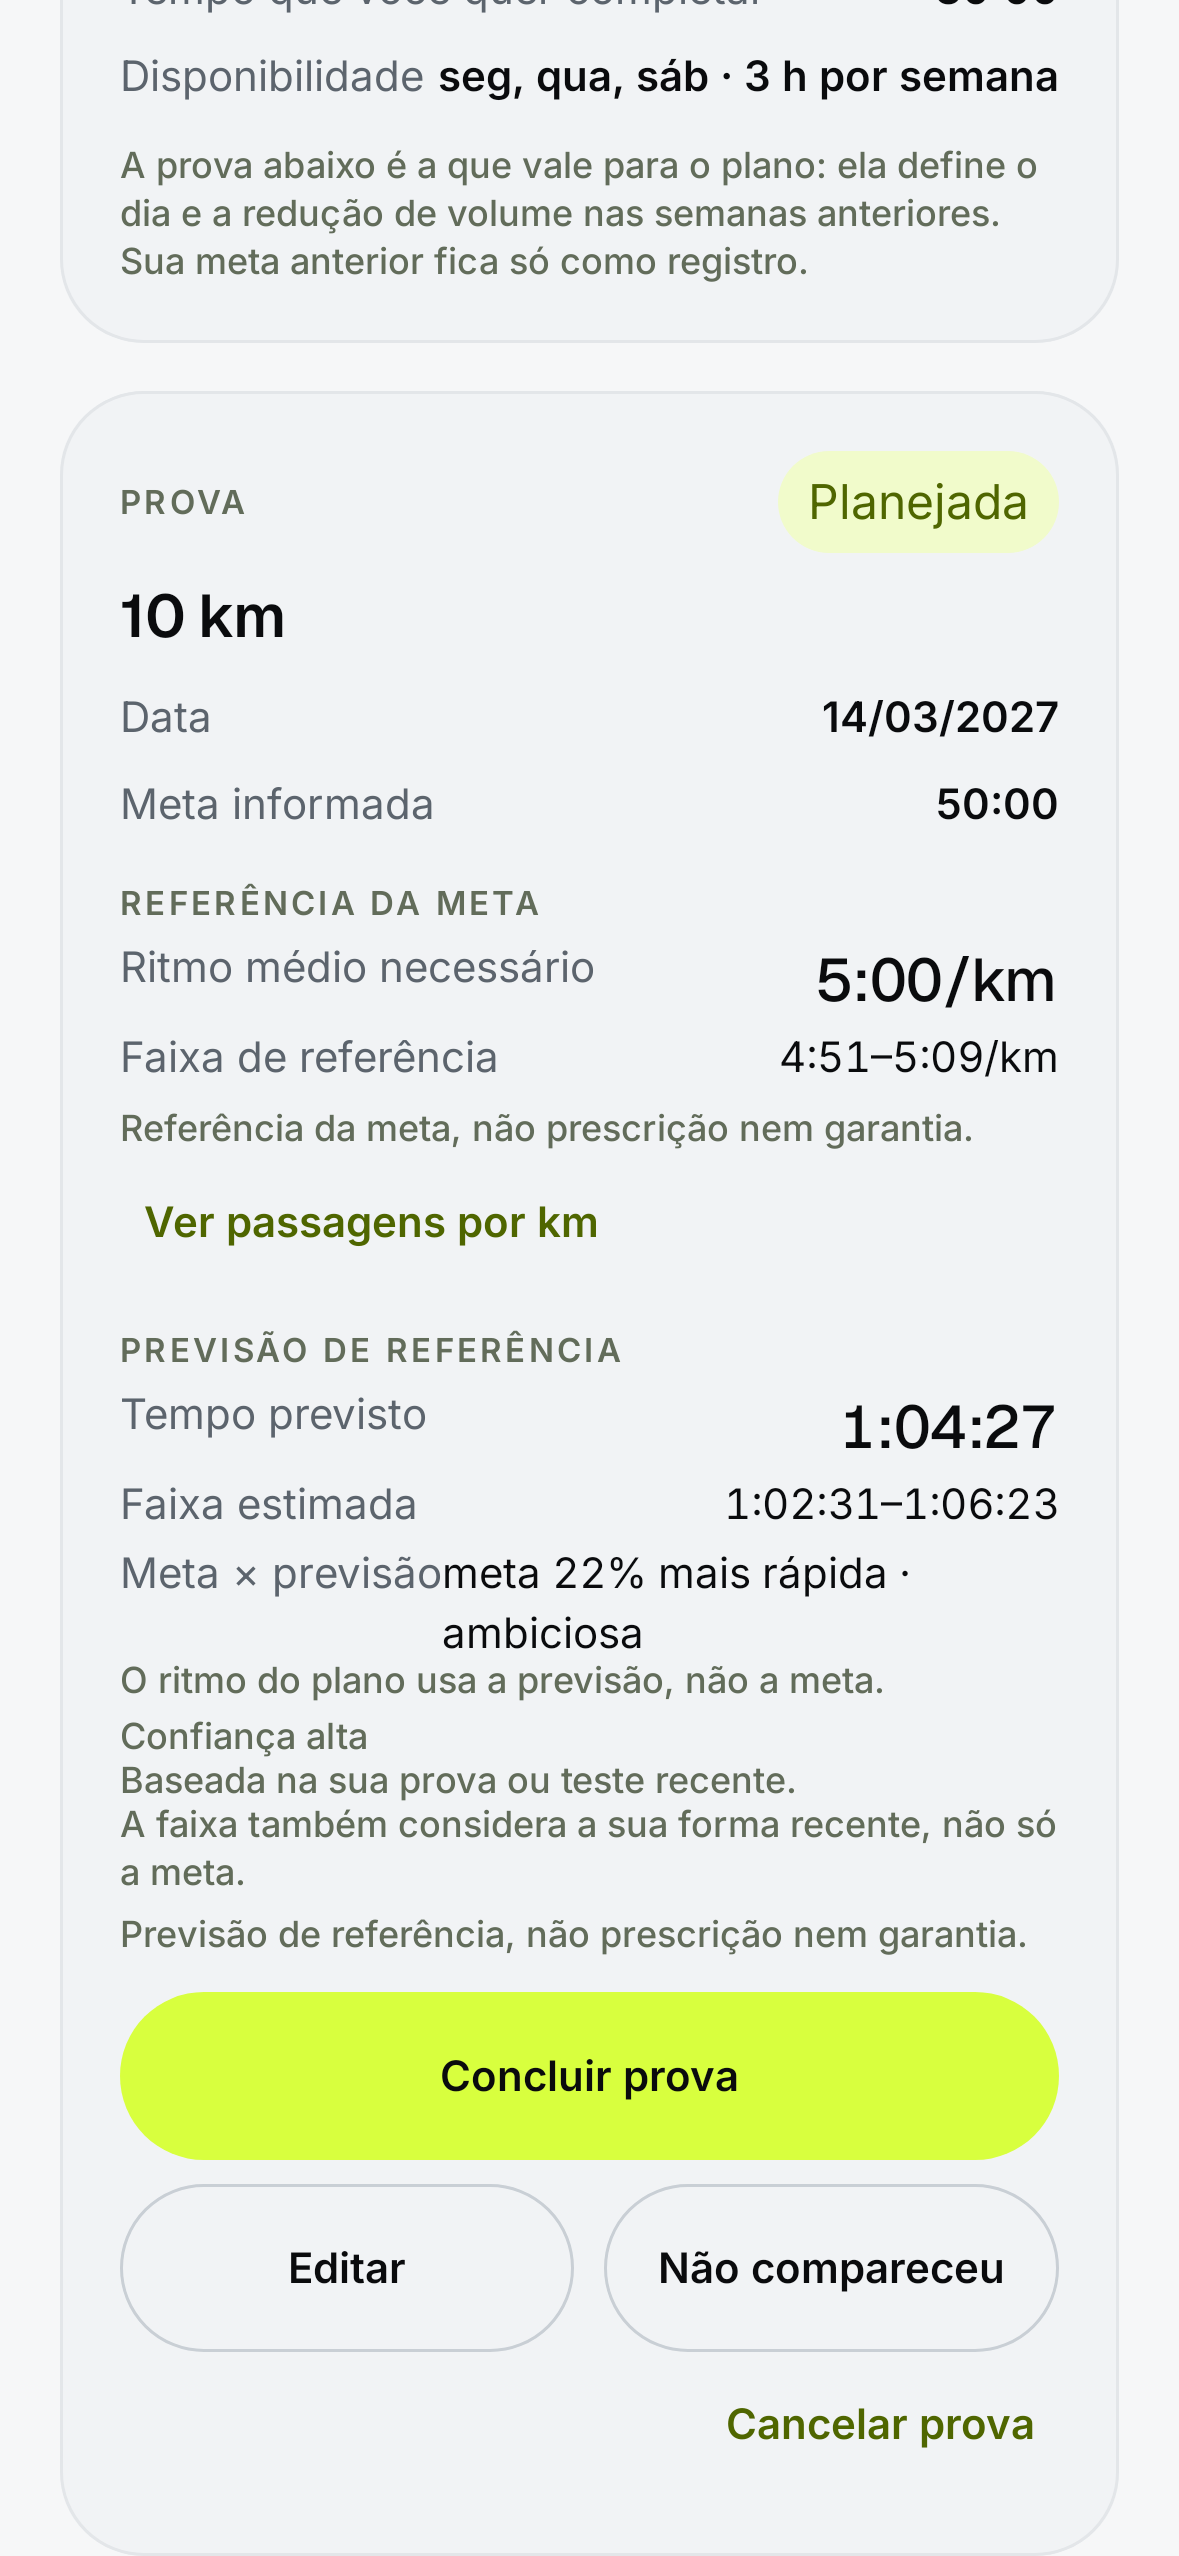 Disponibilidade seg, qua, sáb · 3 h por semana
A prova abaixo é a que vale para o plano: ela define o
dia e a redução de volume nas semanas anteriores.
Sua meta anterior fica só como registro.
PROVA Planejada
10 km
Data 14/03/2027
Meta informada 50:00
REFERÊNCIA DA META
Ritmo médio necessário 5:00/km
Faixa de referência 4:51–5:09/km
Referência da meta, não prescrição nem garantia.
Ver passagens por km
PREVISÃO DE REFERÊNCIA
Tempo previsto 1:04:27
Faixa estimada 1:02:31–1:06:23
Meta × previsão meta 22% mais rápida ·
ambiciosa
O ritmo do plano usa a previsão, não a meta.
Confiança alta
Baseada na sua prova ou teste recente.
A faixa também considera a sua forma recente, não só
a meta.
Previsão de referência, não prescrição nem garantia.
Concluir prova
Editar Não compareceu
Cancelar prova